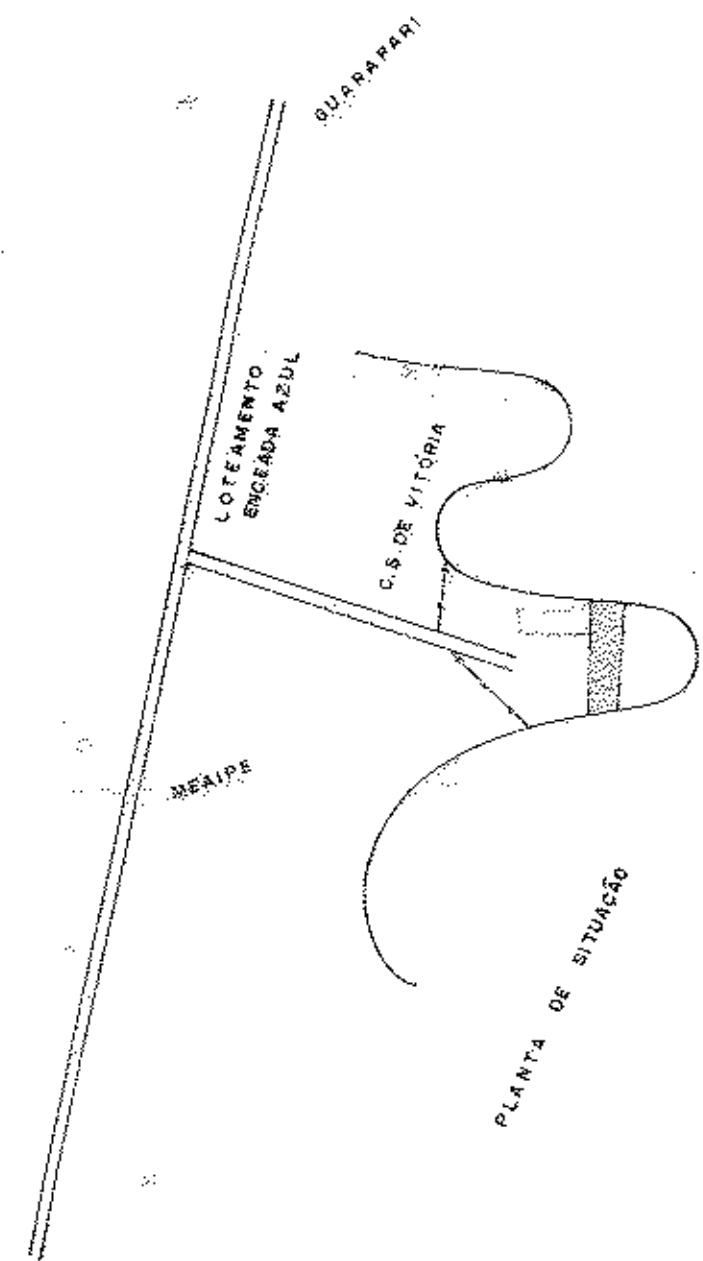 GUARAPARI
LOTEAMENTO
ENCEADA AZUL
C.S. DE VITÓRIA
MEAIPE
PLANTA DE SITUAÇÃO